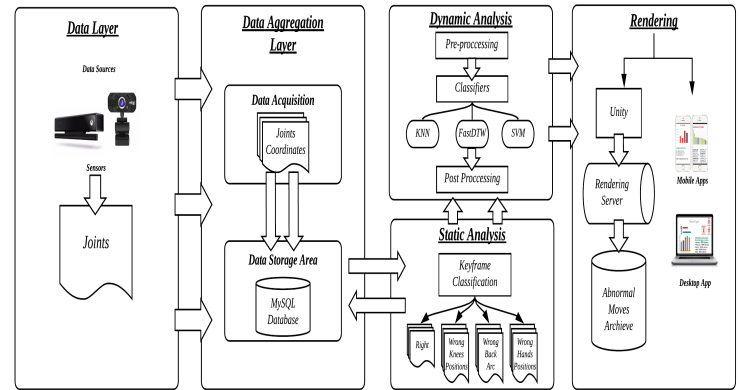 Data Layer
Data Sources
Sensors
Joints
Data Aggregation
Layer
Data Acquisition
Joints
Coordinates
Data Storage Area
MySQL
Database
Dynamic Analysis
Pre-proccessing
Classifiers
KNN
FastDTW
SVM
Post Proccessing
Static Analysis
Keyframe
Classification
Right
Wrong
Knees
Positions
Wrong
Back
Arc
Wrong
Hands
Positions
Rendering
Unity
Rendering
Server
Abnormal
Moves
Archieve
Mobile Apps
Desktop App